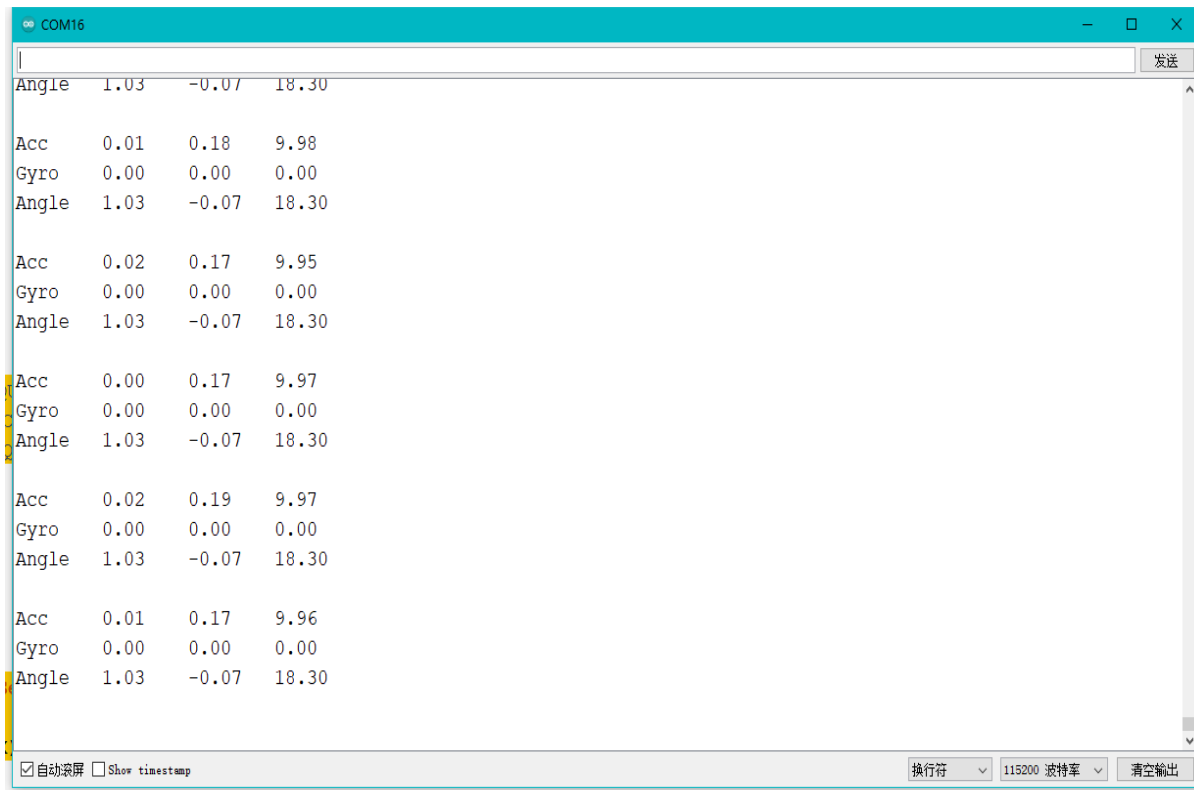 COM16
发送
Angle 1.03 -0.07 18.30
Acc 0.01 0.18 9.98
Gyro 0.00 0.00 0.00
Angle 1.03 -0.07 18.30
Acc 0.02 0.17 9.95
Gyro 0.00 0.00 0.00
Angle 1.03 -0.07 18.30
Acc 0.00 0.17 9.97
Gyro 0.00 0.00 0.00
Angle 1.03 -0.07 18.30
Acc 0.02 0.19 9.97
Gyro 0.00 0.00 0.00
Angle 1.03 -0.07 18.30
Acc 0.01 0.17 9.96
Gyro 0.00 0.00 0.00
Angle 1.03 -0.07 18.30
自动滚屏 Show timestamp 换行符 115200 波特率 清空输出